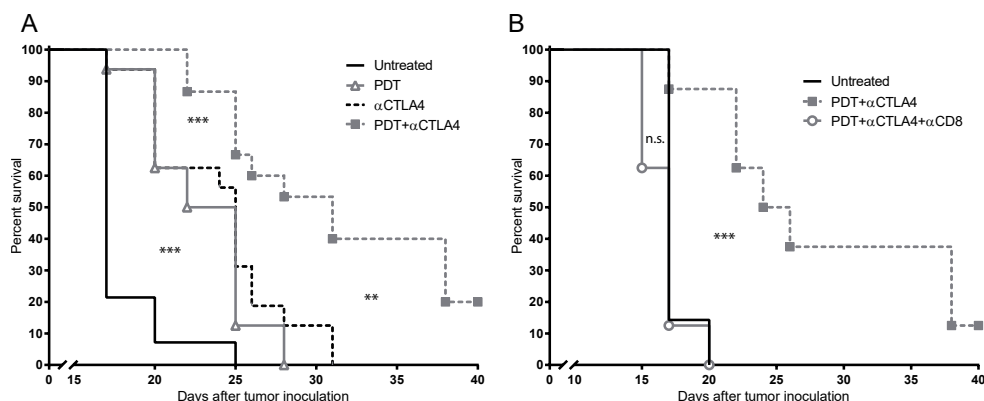 A
Percent survival
100
90
80
70
60
50
40
30
20
10
0
0 15 20 25 30 35 40
Days after tumor inoculation
Untreated
PDT
αCTLA4
PDT+αCTLA4
***
***
**
B
Percent survival
100
90
80
70
60
50
40
30
20
10
0
0 10 15 20 25 30 35 40
Days after tumor inoculation
Untreated
PDT+αCTLA4
PDT+αCTLA4+αCD8
n.s.
***